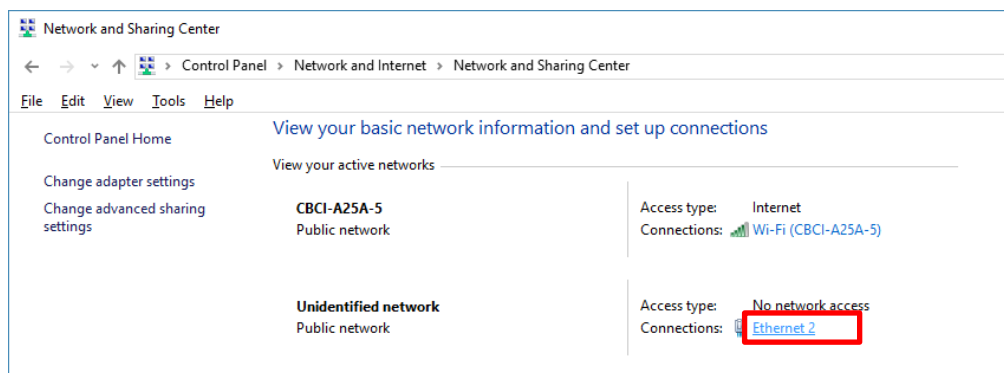 Network and Sharing Center
Control Panel > Network and Internet > Network and Sharing Center
File Edit View Tools Help
Control Panel Home
Change adapter settings
Change advanced sharing
settings
View your basic network information and set up connections
View your active networks
CBCI-A25A-5
Public network
Access type: Internet
Connections: Wi-Fi (CBCI-A25A-5)
Unidentified network
Public network
Access type: No network access
Connections: Ethernet 2